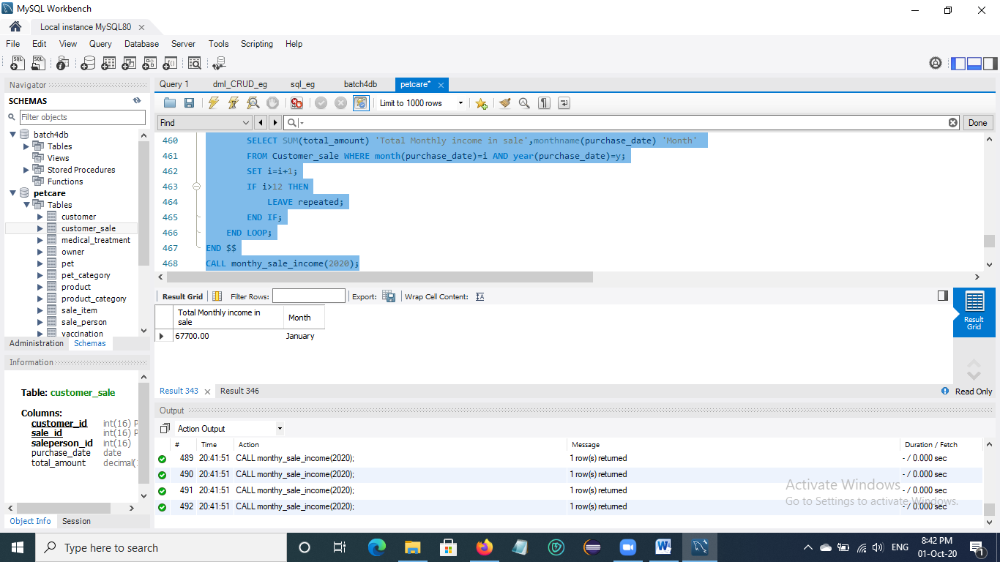 MySQL Workbench
Local instance MySQL80
File Edit View Query Database Server Tools Scripting Help
Navigator
SCHEMAS
Filter objects
batch4db
Tables
Views
Stored Procedures
Functions
petcare
Tables
customer
customer_sale
medical_treatment
owner
pet
pet_category
product
product_category
sale_item
sale_person
vaccination
Administration Schemas
Information
Table: customer_sale
Columns:
customer_id int(16) P
sale_id int(16) P
saleperson_id int(16)
purchase_date date
total_amount decimal(
Object Info Session
Query 1 dml_CRUD_eg sql_eg batch4db petcare*
Limit to 1000 rows
Find Done
460 SELECT SUM(total_amount) 'Total Monthly income in sale',monthname(purchase_date) 'Month'
461 FROM Customer_sale WHERE month(purchase_date)=i AND year(purchase_date)=y;
462 SET i=i+1;
463 IF i>12 THEN
464 LEAVE repeated;
465 END IF;
466 END LOOP;
467 END $$
468 CALL monthy_sale_income(2020);
Result Grid Filter Rows: Export: Wrap Cell Content:
Total Monthly income in sale Month
67700.00 January
Result Grid
Result 343 Result 346 Read Only
Output
Action Output
# Time Action Message Duration / Fetch
489 20:41:51 CALL monthy_sale_income(2020); 1 row(s) returned - / 0.000 sec
490 20:41:51 CALL monthy_sale_income(2020); 1 row(s) returned - / 0.000 sec
491 20:41:51 CALL monthy_sale_income(2020); 1 row(s) returned - / 0.000 sec
492 20:41:51 CALL monthy_sale_income(2020); 1 row(s) returned - / 0.000 sec
Activate Windows
Go to Settings to activate Windows.
Type here to search
ENG
8:42 PM
01-Oct-20
1